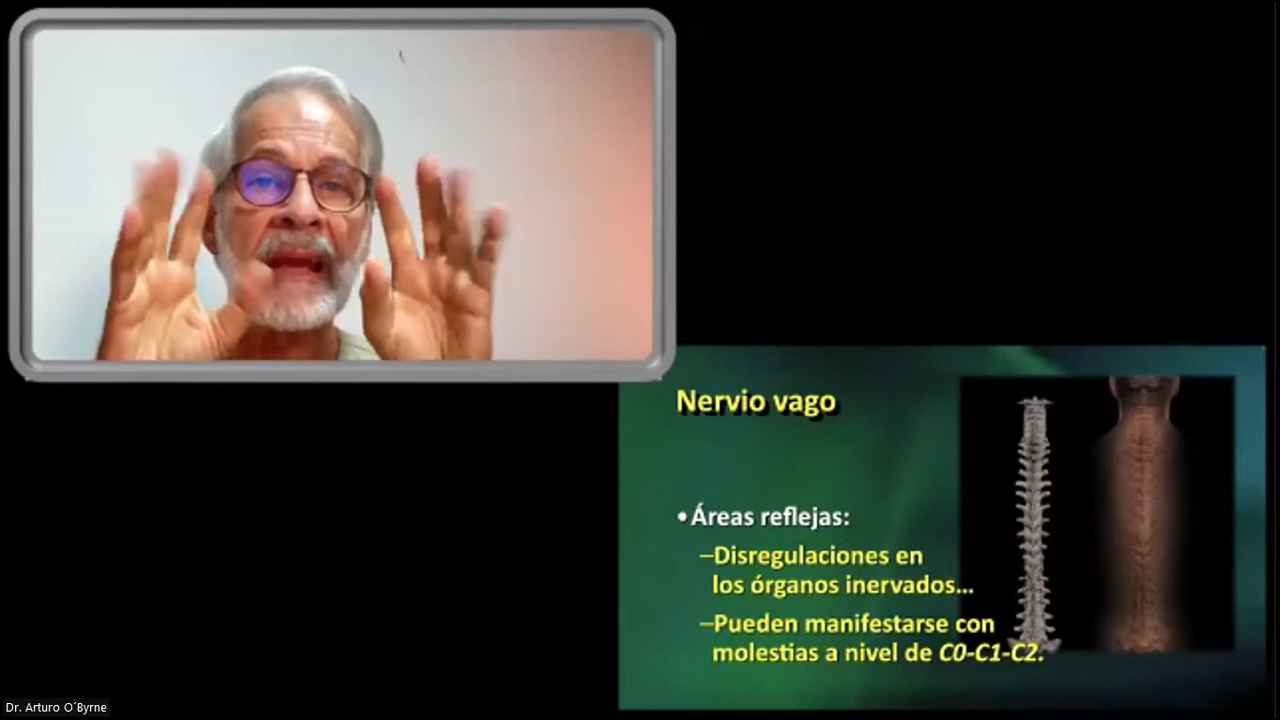 Nervio vago
•Áreas reflejas:
–Disregulaciones en
los órganos inervados...
–Pueden manifestarse con
molestias a nivel de C0-C1-C2.
Dr. Arturo O´Byrne